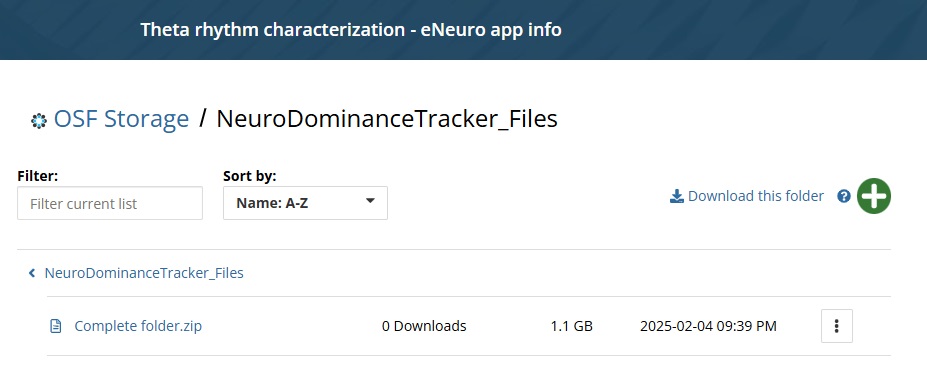 Theta rhythm characterization - eNeuro app info
OSF Storage / NeuroDominanceTracker_Files
Filter: Sort by:
Filter current list Name: A-Z Download this folder ?
NeuroDominanceTracker_Files
Complete folder.zip 0 Downloads 1.1 GB 2025-02-04 09:39 PM